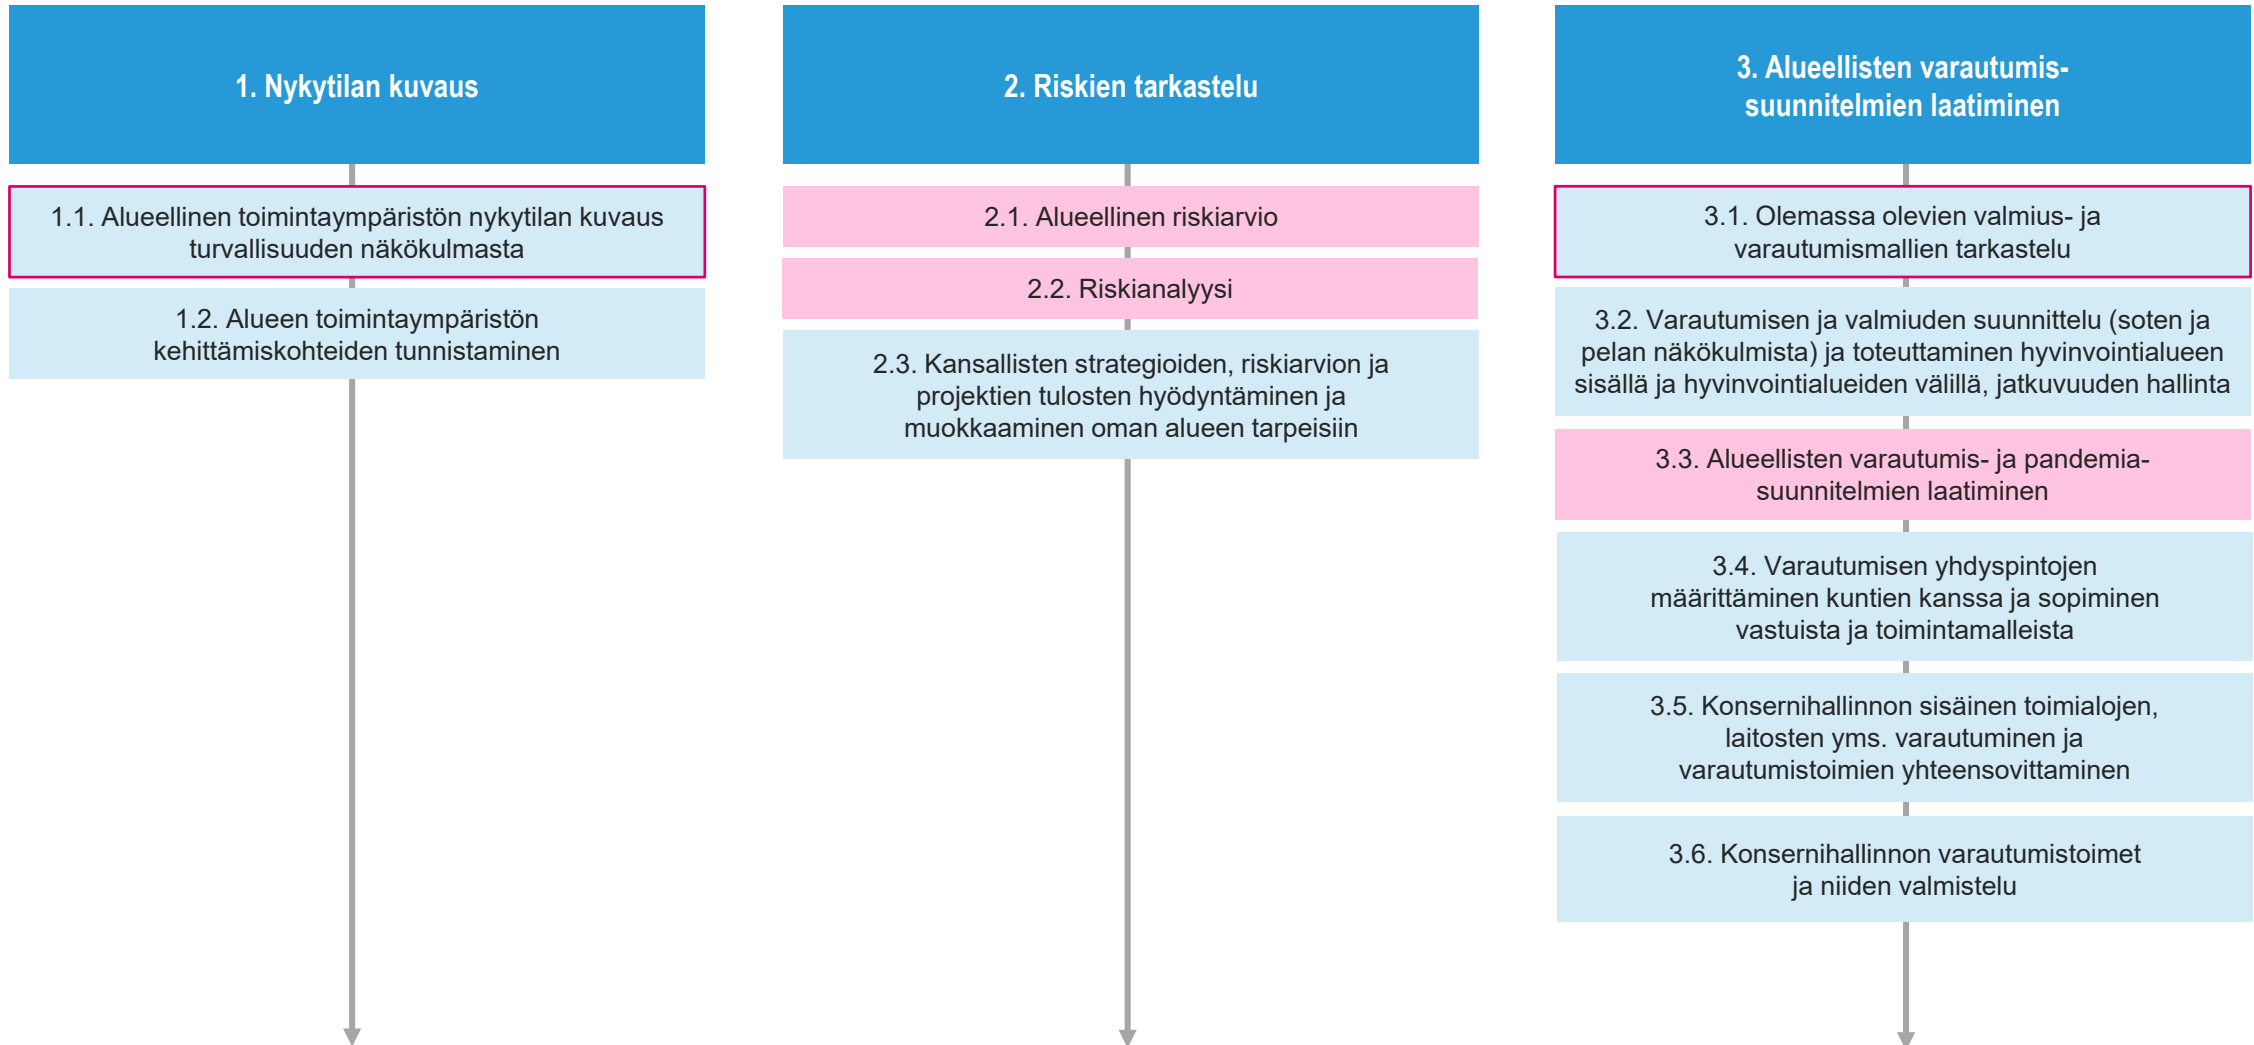 1. Nykytilan kuvaus
1.1. Alueellinen toimintaympäristön nykytilan kuvaus
turvallisuuden näkökulmasta
1.2. Alueen toimintaympäristön
kehittämiskohteiden tunnistaminen
2. Riskien tarkastelu
2.1. Alueellinen riskiarvio
2.2. Riskianalyysi
2.3. Kansallisten strategioiden, riskiarvion ja
projektien tulosten hyödyntäminen ja
muokkaaminen oman alueen tarpeisiin
3. Alueellisten varautumis-
suunnitelmien laatiminen
3.1. Olemassa olevien valmius- ja
varautumismallien tarkastelu
3.2. Varautumisen ja valmiuden suunnittelu (soten ja
pelan näkökulmista) ja toteuttaminen hyvinvointialueen
sisällä ja hyvinvointialueiden välillä, jatkuvuuden hallinta
3.3. Alueellisten varautumis- ja pandemia-
suunnitelmien laatiminen
3.4. Varautumisen yhdyspintojen
määrittäminen kuntien kanssa ja sopiminen
vastuista ja toimintamalleista
3.5. Konsernihallinnon sisäinen toimialojen,
laitosten yms. varautuminen ja
varautumistoimien yhteensovittaminen
3.6. Konsernihallinnon varautumistoimet
ja niiden valmistelu